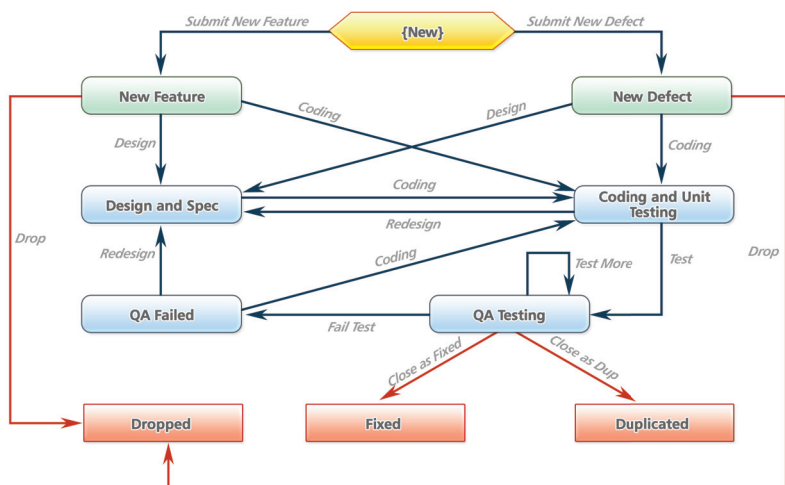 Submit New Feature
{New}
Submit New Defect
New Feature
New Defect
Coding
Design
Design
Coding
Design and Spec
Coding
Coding and Unit
Testing
Redesign
Drop
Redesign
Coding
Test More
Test
Drop
QA Failed
Fail Test
QA Testing
Close as Fixed
Close as Dup
Dropped
Fixed
Duplicated